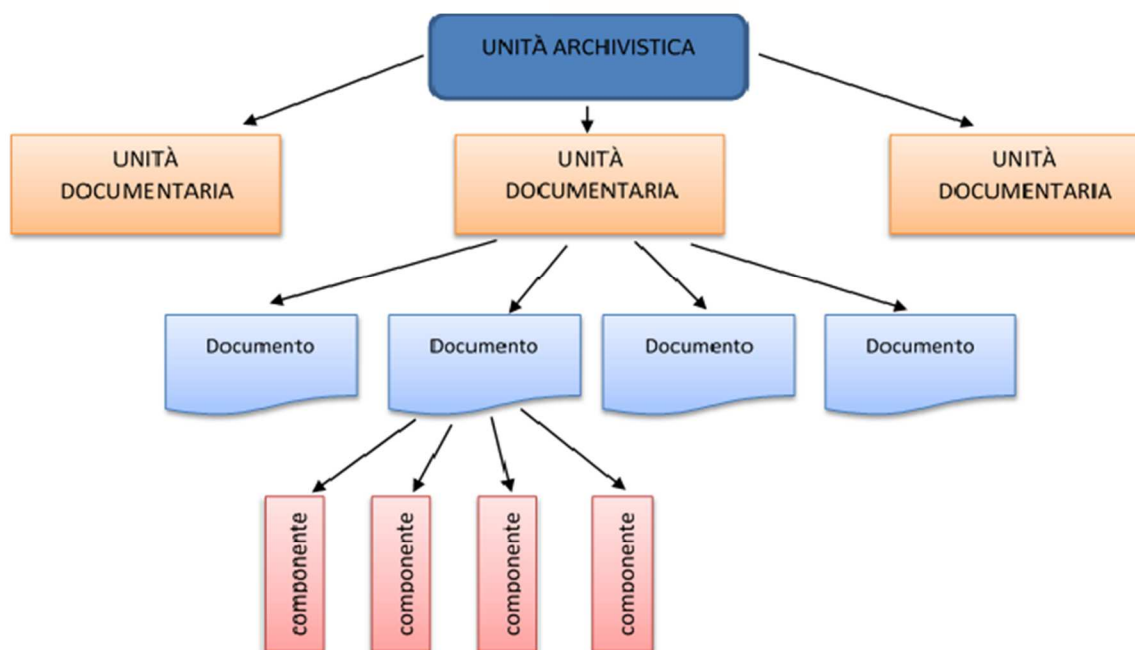 UNITÀ ARCHIVISTICA
UNITÀ
DOCUMENTARIA
UNITÀ
DOCUMENTARIA
UNITÀ
DOCUMENTARIA
Documento
Documento
Documento
Documento
componente
componente
componente
componente